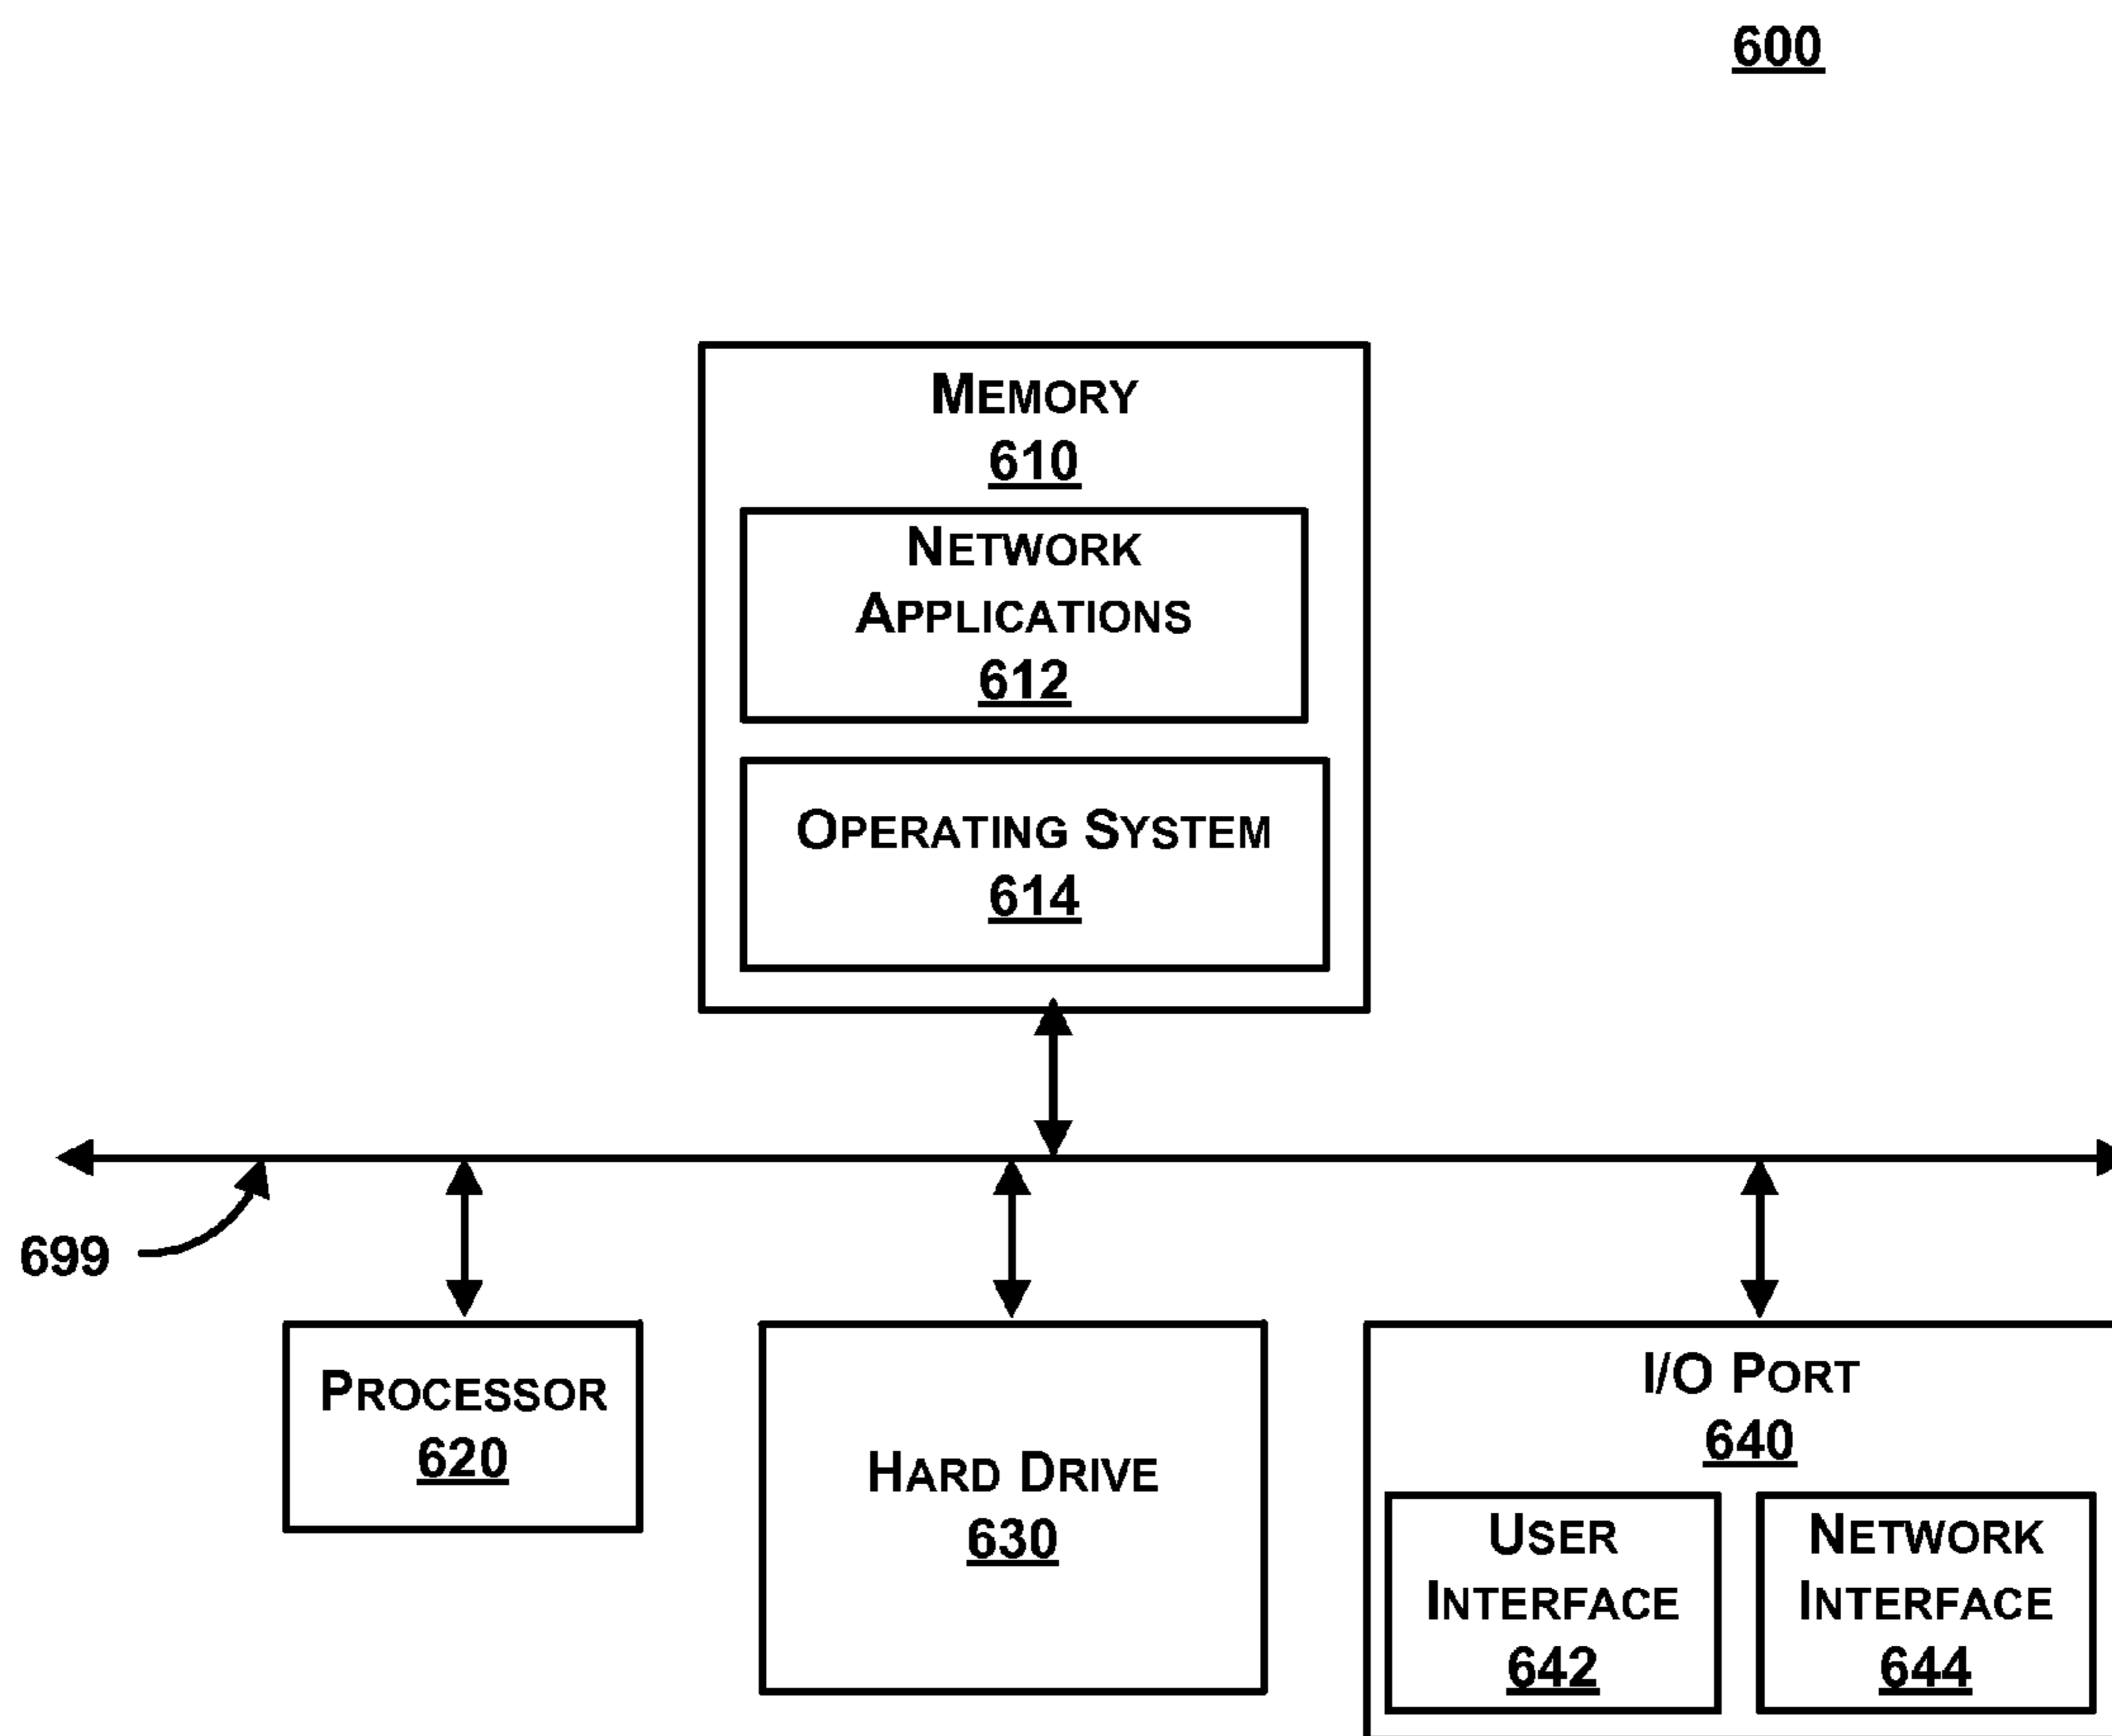 600
MEMORY
610
NETWORK
APPLICATIONS
612
OPERATING SYSTEM
614
699
PROCESSOR
620
HARD DRIVE
630
I/O PORT
640
USER
INTERFACE
642
NETWORK
INTERFACE
644